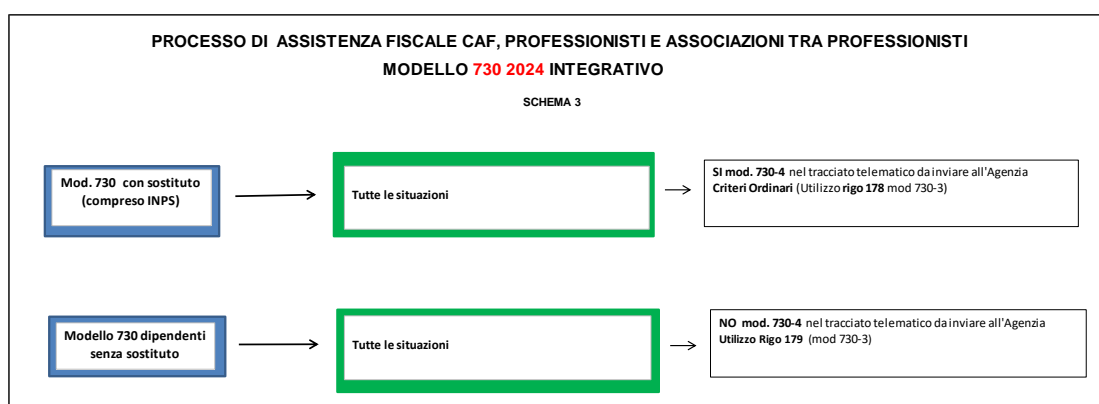 PROCESSO DI ASSISTENZA FISCALE CAF, PROFESSIONISTI E ASSOCIAZIONI TRA PROFESSIONISTI
MODELLO 730 2024 INTEGRATIVO
SCHEMA 3
Mod. 730 con sostituto
(compreso INPS)
Tutte le situazioni
SI mod. 730-4 nel tracciato telematico da inviare all'Agenzia
Criteri Ordinari (Utilizzo rigo 178 mod 730-3)
Modello 730 dipendenti
senza sostituto
Tutte le situazioni
NO mod. 730-4 nel tracciato telematico da inviare all'Agenzia
Utilizzo Rigo 179 (mod 730-3)